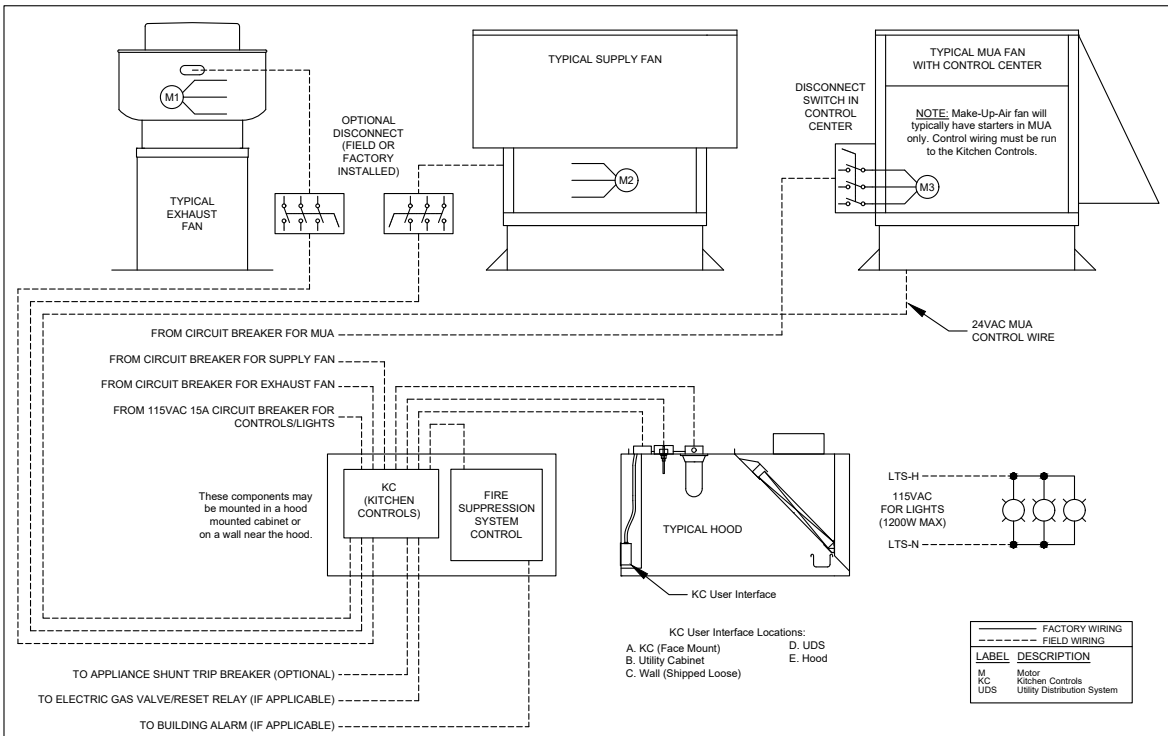 TYPICAL SUPPLY FAN
TYPICAL MUA FAN
WITH CONTROL CENTER
DISCONNECT
SWITCH IN
CONTROL
CENTER
NOTE: Make-Up-Air fan will
typically have starters in MUA
only. Control wiring must be run
to the Kitchen Controls.
M1
OPTIONAL
DISCONNECT
(FIELD OR
FACTORY
INSTALLED)
M2
M3
TYPICAL
EXHAUST
FAN
FROM CIRCUIT BREAKER FOR MUA
24VAC MUA
CONTROL WIRE
FROM CIRCUIT BREAKER FOR SUPPLY FAN
FROM CIRCUIT BREAKER FOR EXHAUST FAN
FROM 115VAC 15A CIRCUIT BREAKER FOR
CONTROLS/LIGHTS
These components may
be mounted in a hood
mounted cabinet or
on a wall near the hood.
KC
(KITCHEN
CONTROLS)
FIRE
SUPPRESSION
SYSTEM
CONTROL
TYPICAL HOOD
LTS-H
115VAC
FOR LIGHTS
(1200W MAX)
LTS-N
KC User Interface
KC User Interface Locations:
A. KC (Face Mount)
B. Utility Cabinet
C. Wall (Shipped Loose)
D. UDS
E. Hood
TO APPLIANCE SHUNT TRIP BREAKER (OPTIONAL)
TO ELECTRIC GAS VALVE/RESET RELAY (IF APPLICABLE)
TO BUILDING ALARM (IF APPLICABLE)
FACTORY WIRING
FIELD WIRING
LABEL DESCRIPTION
M Motor
KC Kitchen Controls
UDS Utility Distribution System